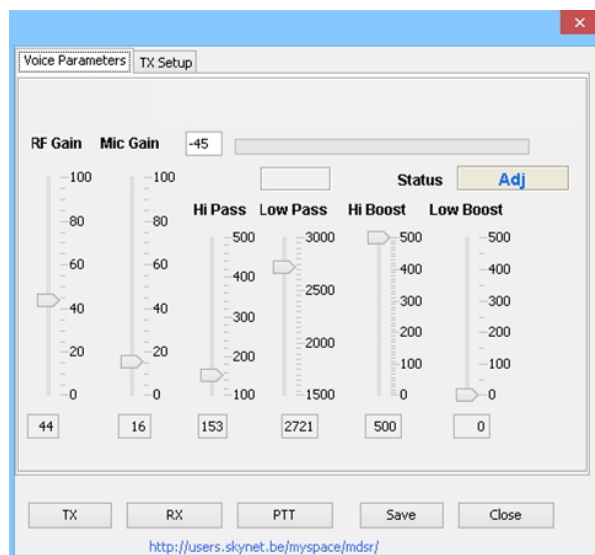 Voice Parameters TX Setup
RF Gain Mic Gain -45
Status Adj
Hi Pass Low Pass Hi Boost Low Boost
100 100
80 80
60 60
40 40
20 20
0 0
500 3000 500 500
400 2500 400 400
300 2000 300 300
200 1500 200 200
100 100 100
0 0
44 16 153 2721 500 0
TX RX PTT Save Close
http://users.skynet.be/myspace/mdsr/